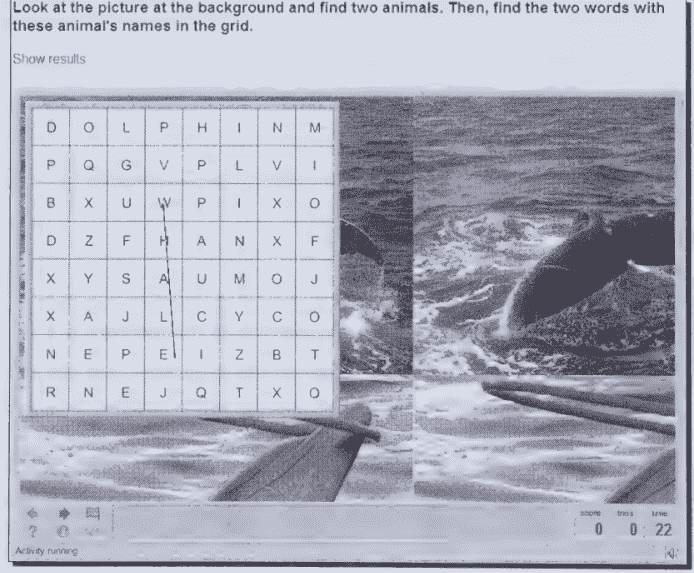 Look at the picture at the background and find two animals. Then, find the two words with
these animal's names in the grid.
Show results
D O L P H I N M
P Q G V P L V I
B X U W P I X O
D Z F H A N X F
X Y S A U M O J
X A J L C Y C O
N E P E I Z B T
R N E J Q T X O
score tries time
0 0 22
?
Activity running